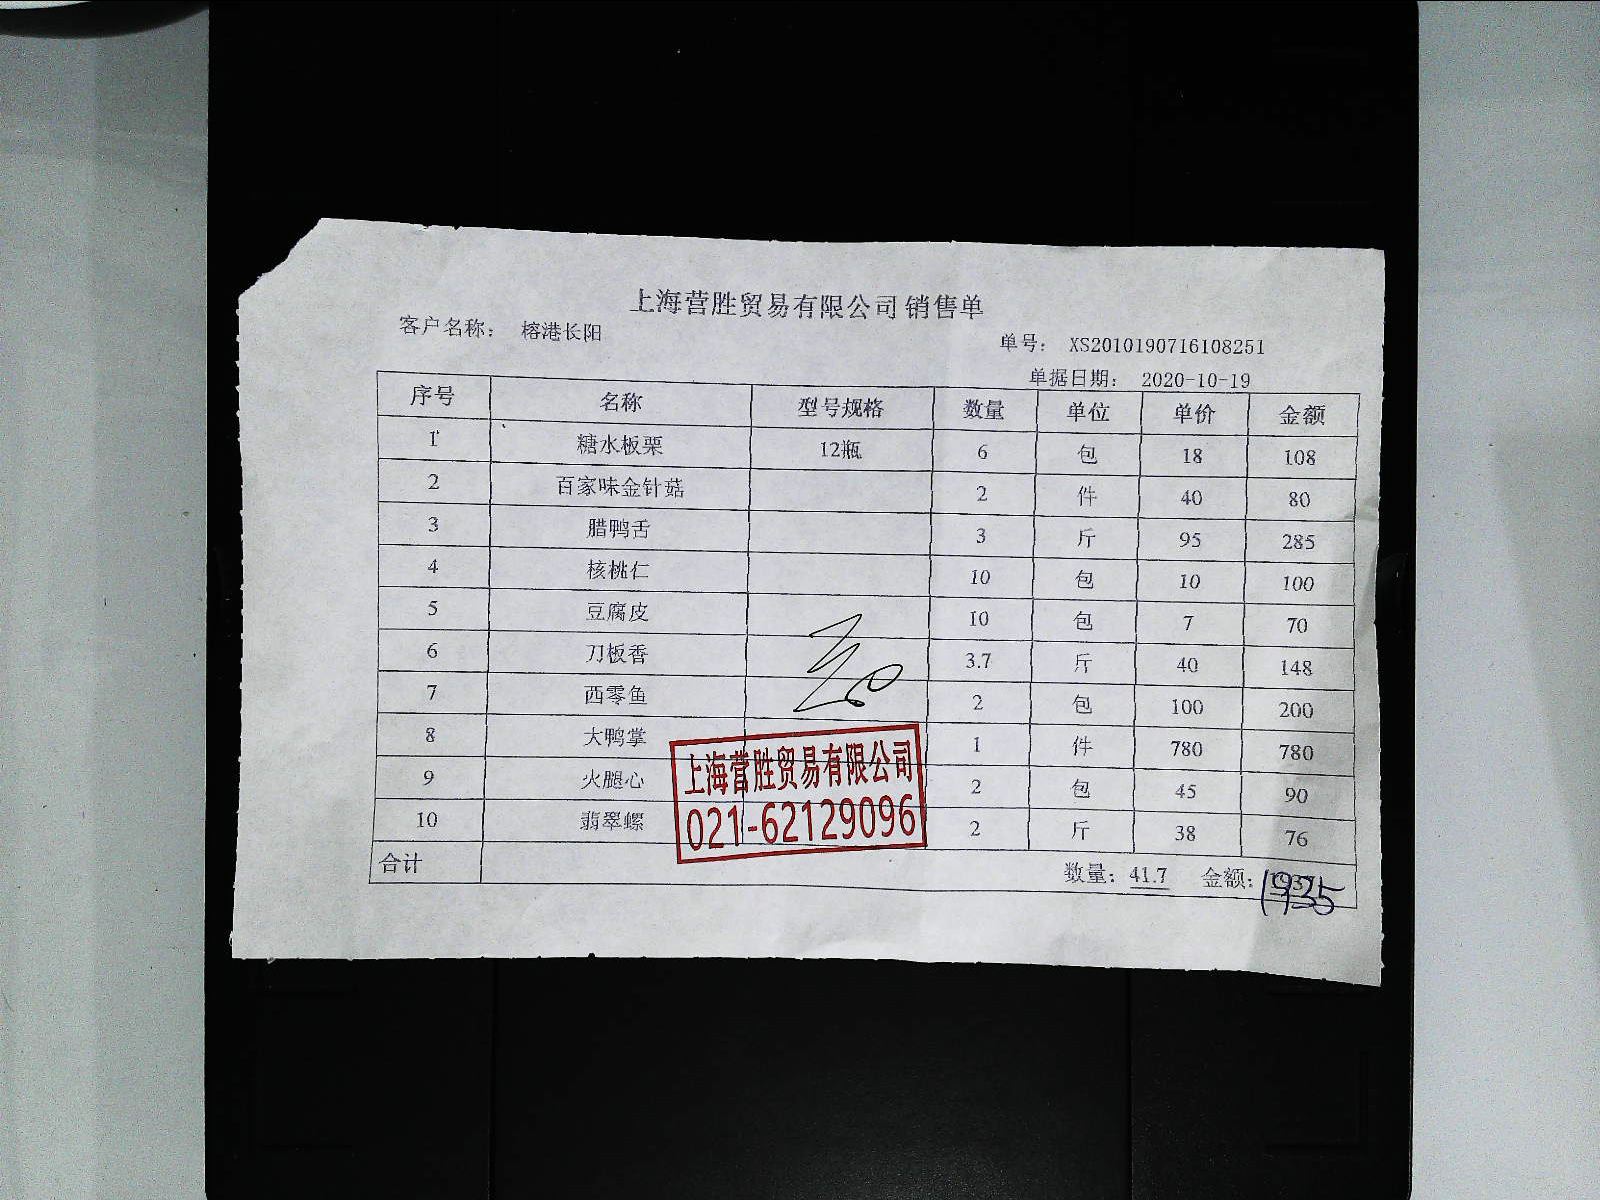 上海营胜贸易有限公司 销售单
客户名称： 榕港长阳
单号： XS2010190716108251
单据日期： 2020-10-19
序号 名称 型号规格 数量 单位 单价 金额
1 糖水板栗 12瓶 6 包 18 108
2 百家味金针菇 2 件 40 80
3 腊鸭舌 3 斤 95 285
4 核桃仁 10 包 10 100
5 豆腐皮 10 包 7 70
6 刀板香 3.7 斤 40 148
7 西零鱼 2 包 100 200
8 大鸭掌 1 件 780 780
9 火腿心 2 包 45 90
10 翡翠螺 2 斤 38 76
上海营胜贸易有限公司
021-62129096
合计 数量： 41.7 金额： 1935